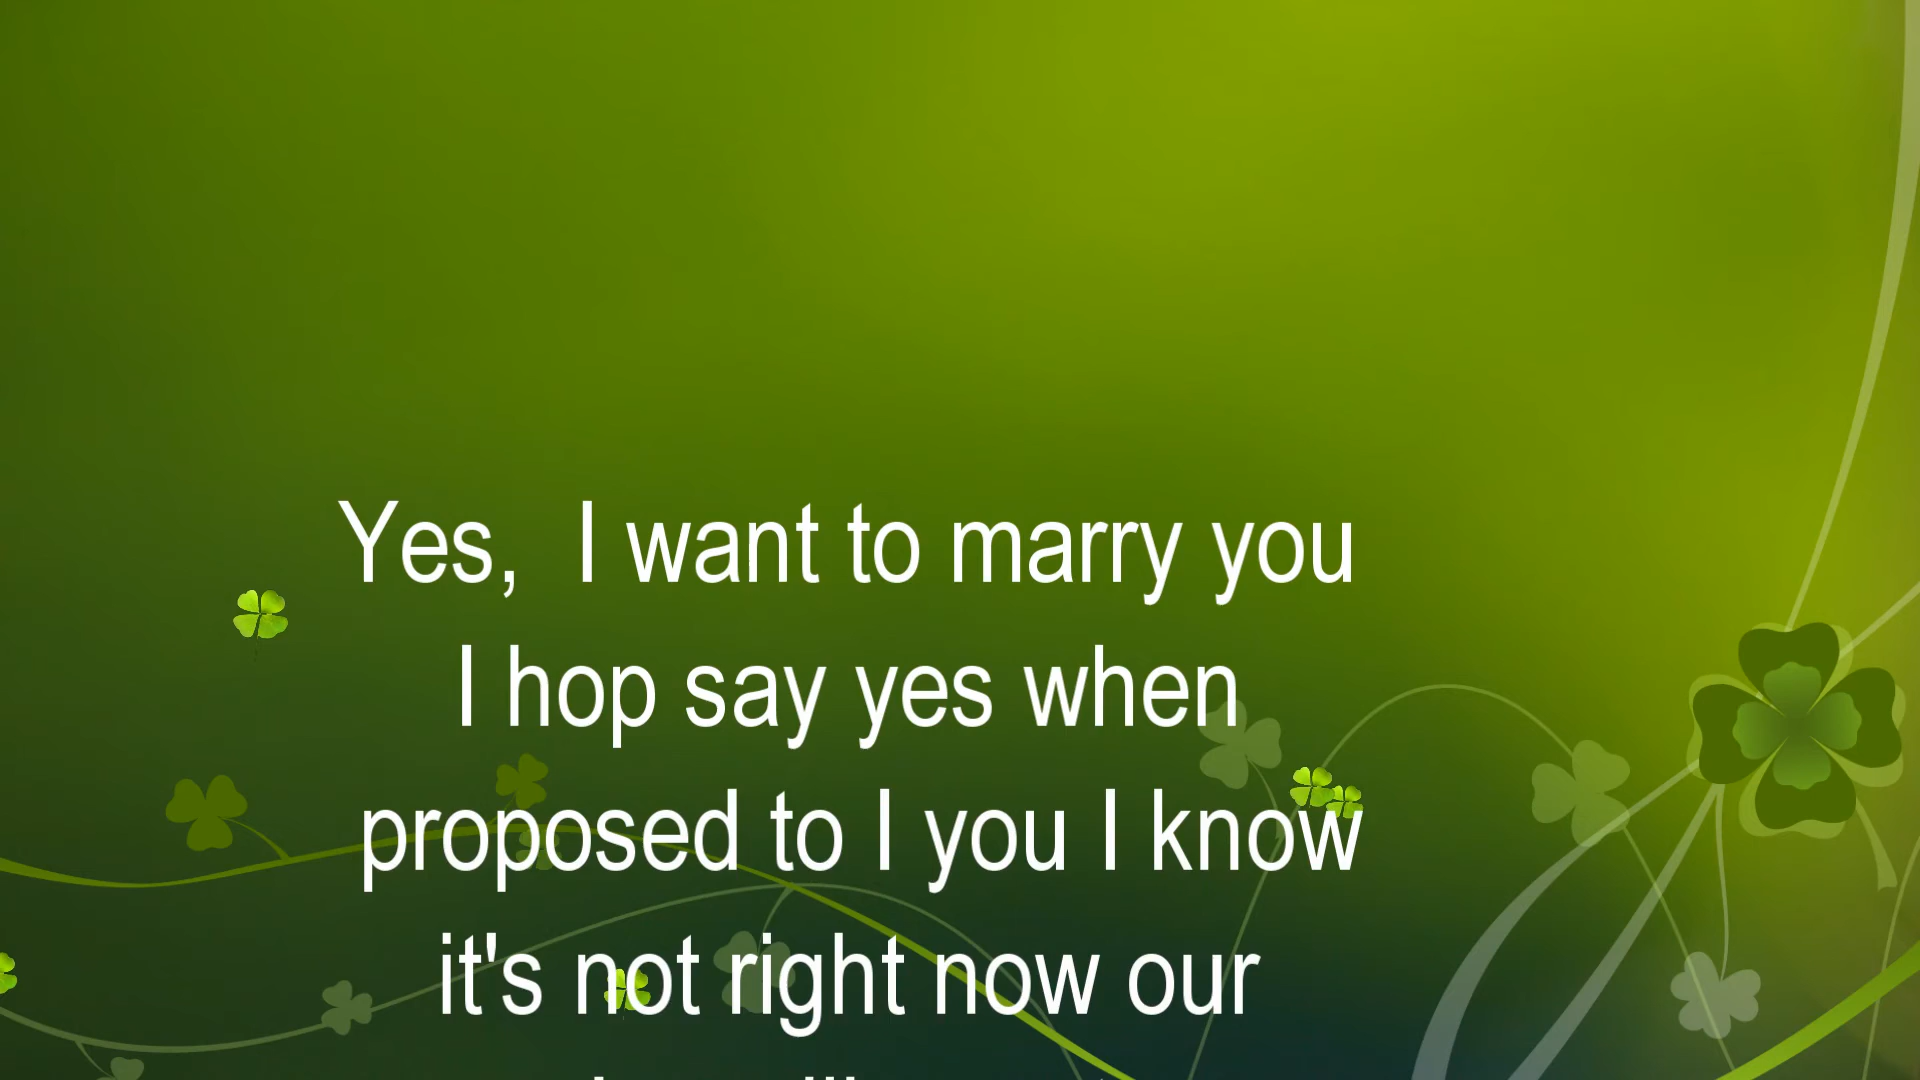 Yes,  I want to marry you
I hop say yes when
proposed to I you I know
it's not right now our